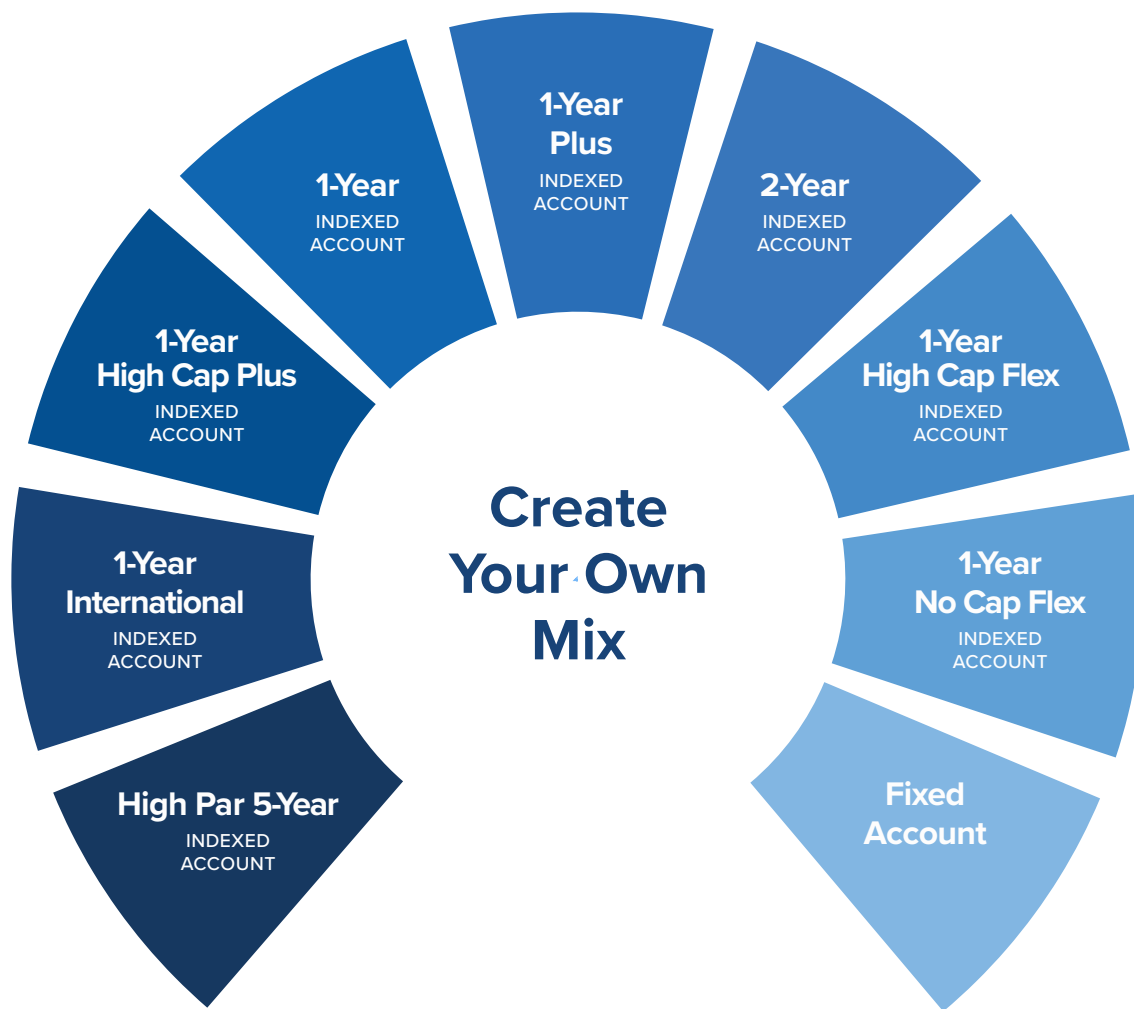 High Par 5-Year
INDEXED
ACCOUNT
1-Year
International
INDEXED
ACCOUNT
1-Year
High Cap Plus
INDEXED
ACCOUNT
1-Year
INDEXED
ACCOUNT
1-Year
Plus
INDEXED
ACCOUNT
2-Year
INDEXED
ACCOUNT
1-Year
High Cap Flex
INDEXED
ACCOUNT
1-Year
No Cap Flex
INDEXED
ACCOUNT
Fixed
Account
Create
Your Own
Mix